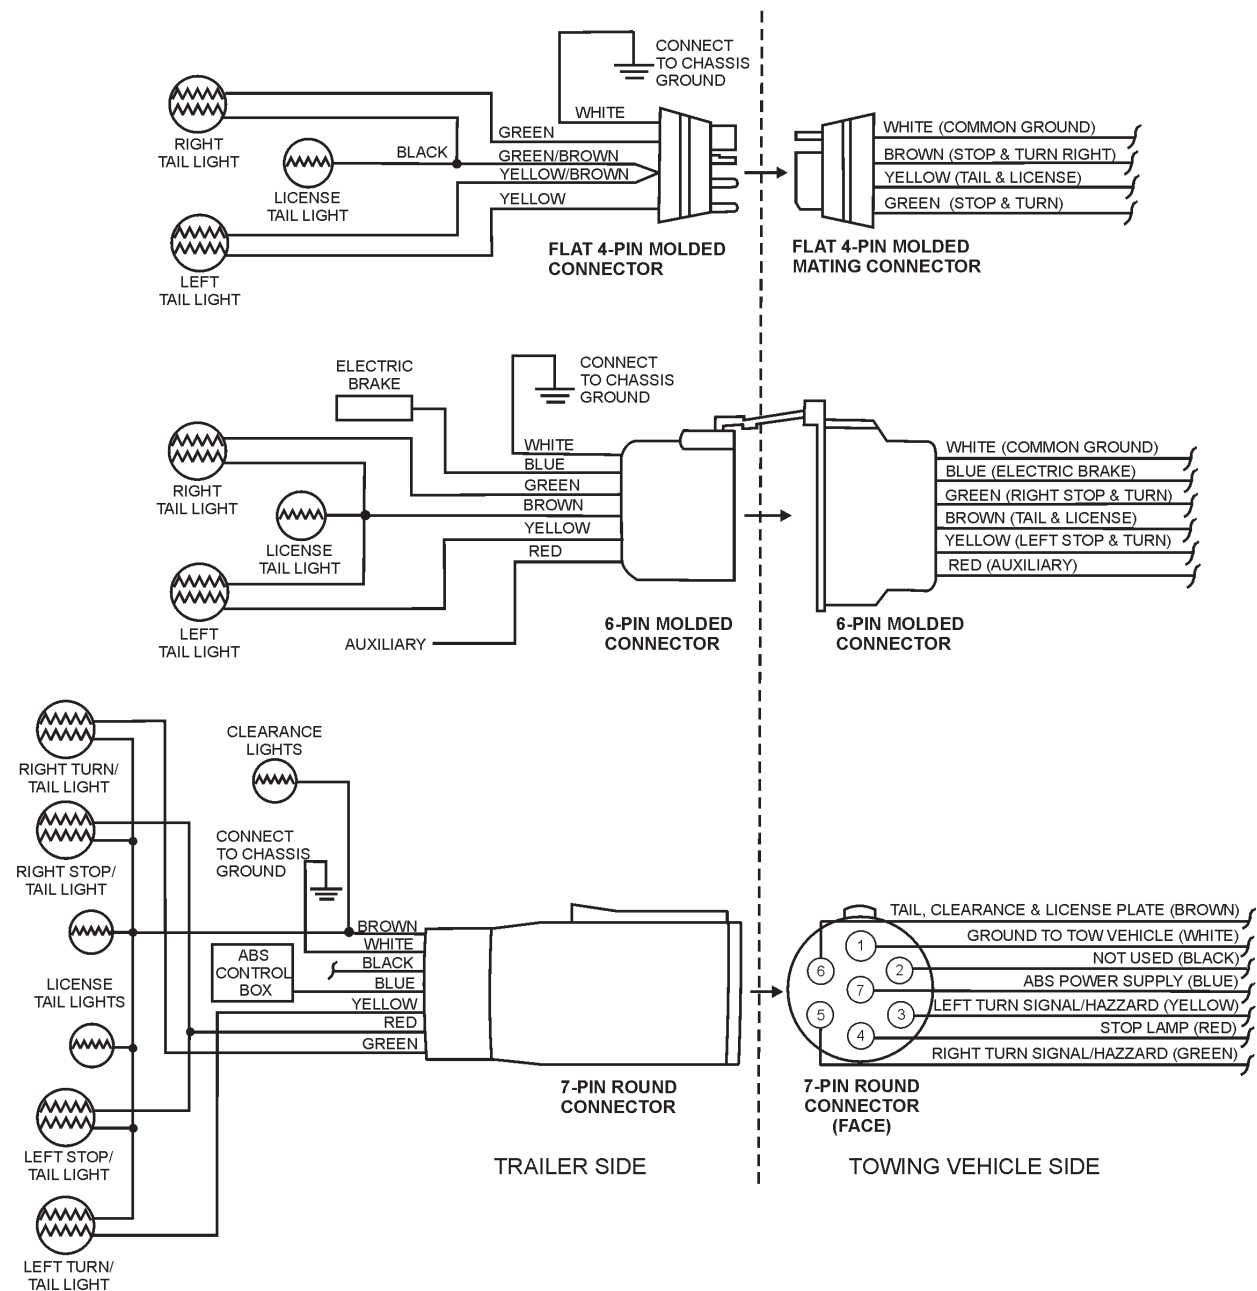 CONNECT
TO CHASSIS
GROUND
WHITE
GREEN
BLACK
GREEN/BROWN
YELLOW/BROWN
YELLOW
RIGHT
TAIL LIGHT
LICENSE
TAIL LIGHT
LEFT
TAIL LIGHT
FLAT 4-PIN MOLDED
CONNECTOR
WHITE (COMMON GROUND)
BROWN (STOP & TURN RIGHT)
YELLOW (TAIL & LICENSE)
GREEN (STOP & TURN)
FLAT 4-PIN MOLDED
MATING CONNECTOR
ELECTRIC
BRAKE
CONNECT
TO CHASSIS
GROUND
WHITE
BLUE
GREEN
BROWN
YELLOW
RED
RIGHT
TAIL LIGHT
LICENSE
TAIL LIGHT
LEFT
TAIL LIGHT
AUXILIARY
6-PIN MOLDED
CONNECTOR
WHITE (COMMON GROUND)
BLUE (ELECTRIC BRAKE)
GREEN (RIGHT STOP & TURN)
BROWN (TAIL & LICENSE)
YELLOW (LEFT STOP & TURN)
RED (AUXILIARY)
6-PIN MOLDED
CONNECTOR
RIGHT TURN/
TAIL LIGHT
RIGHT STOP/
TAIL LIGHT
LICENSE
TAIL LIGHTS
LEFT STOP/
TAIL LIGHT
LEFT TURN/
TAIL LIGHT
CLEARANCE
LIGHTS
CONNECT
TO CHASSIS
GROUND
ABS
CONTROL
BOX
BROWN
WHITE
BLACK
BLUE
YELLOW
RED
GREEN
7-PIN ROUND
CONNECTOR
1
2
3
4
5
6
7
TAIL, CLEARANCE & LICENSE PLATE (BROWN)
GROUND TO TOW VEHICLE (WHITE)
NOT USED (BLACK)
ABS POWER SUPPLY (BLUE)
LEFT TURN SIGNAL/HAZZARD (YELLOW)
STOP LAMP (RED)
RIGHT TURN SIGNAL/HAZZARD (GREEN)
7-PIN ROUND
CONNECTOR
(FACE)
TRAILER SIDE
TOWING VEHICLE SIDE